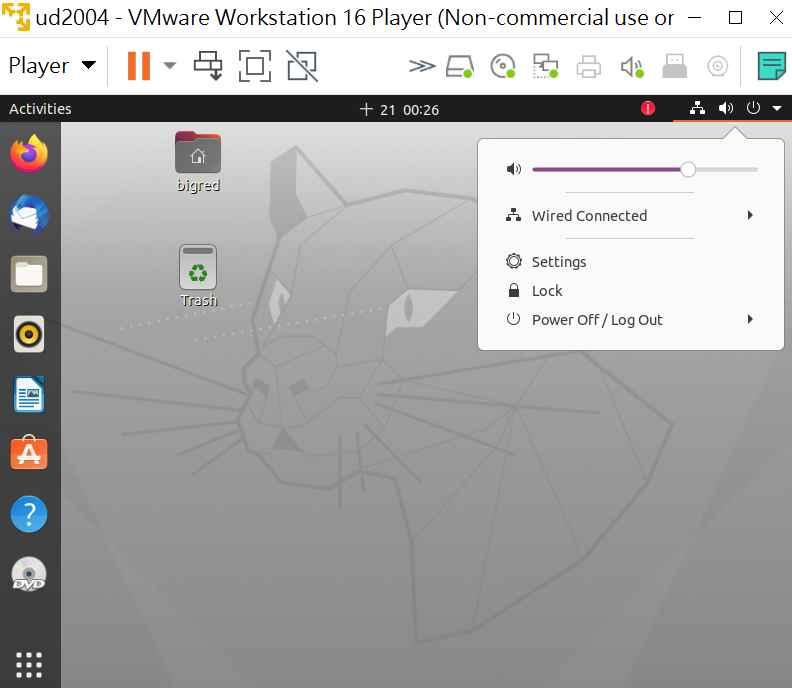 ud2004 - VMware Workstation 16 Player (Non-commercial use or
Player
Activities
十 21 00:26
bigred
Trash
Wired Connected
Settings
Lock
Power Off / Log Out
DVD